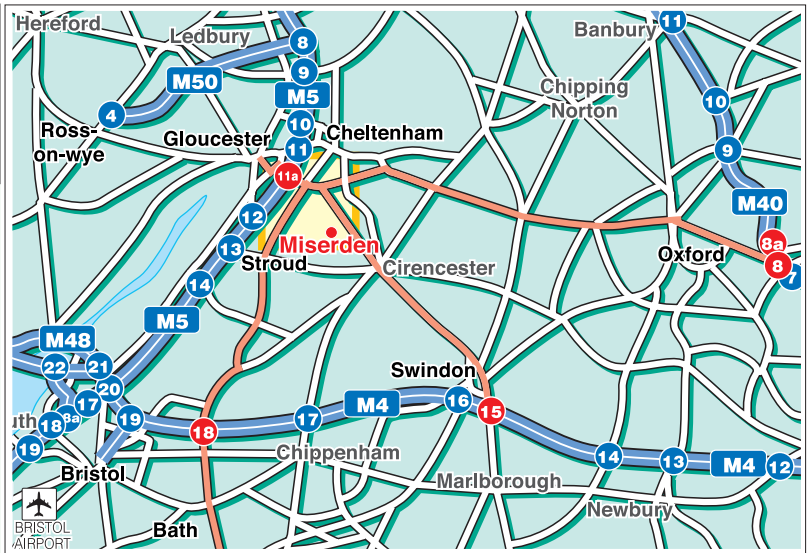 Hereford
Ledbury
8
Banbury
11
9
M50
M5
Chipping
Norton
10
4
10
Ross-
on-wye
Gloucester
Cheltenham
11
9
11a
M40
12
Miserden
13
Stroud
Cirencester
Oxford
8a
8
7
14
M5
M48
22
21
20
Swindon
16
15
17
M4
19
17
18
8a
18
uth
19
Chippenham
14
13
M4
12
Bristol
Marlborough
Newbury
Bath
BRISTOL
AIRPORT